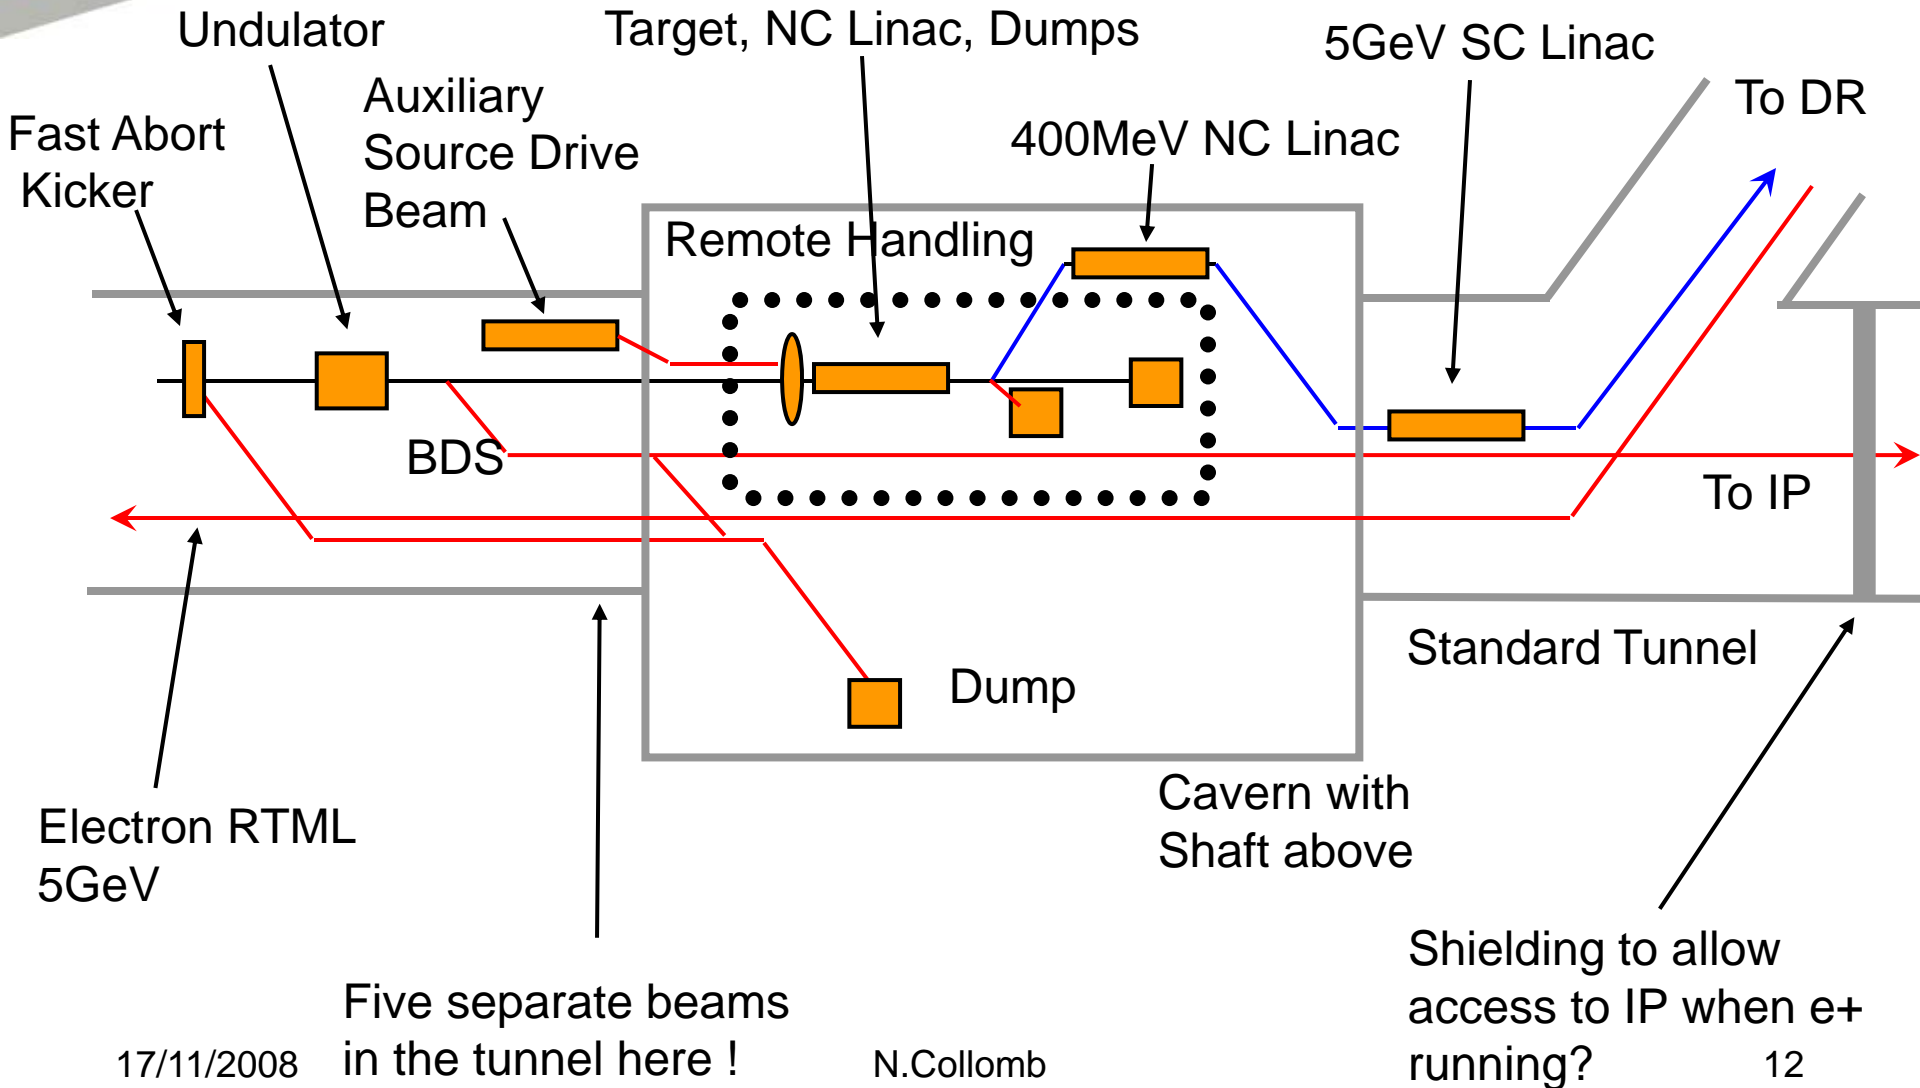 Undulator
Target, NC Linac, Dumps
5GeV SC Linac
Auxiliary
Source Drive
Beam
To DR
Fast Abort
Kicker
400MeV NC Linac
Remote Handling
BDS
To IP
Standard Tunnel
Dump
Cavern with
Shaft above
Electron RTML
5GeV
Five separate beams
in the tunnel here !
Shielding to allow
access to IP when e+
running?
17/11/2008
N.Collomb
12